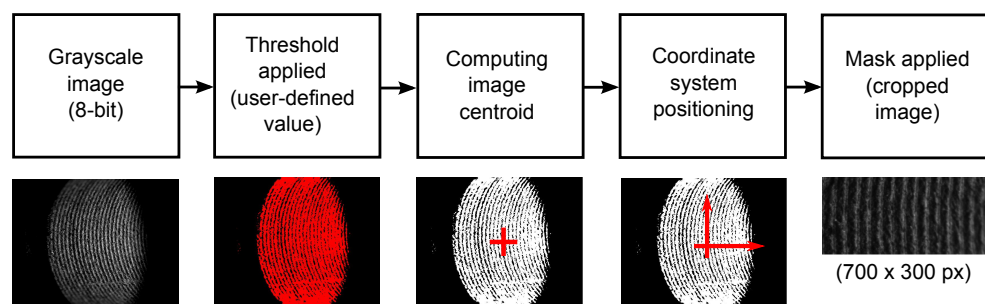 Grayscale
image
(8-bit)
Threshold
applied
(user-defined
value)
Computing
image
centroid
Coordinate
system
positioning
Mask applied
(cropped
image)
(700 x 300 px)